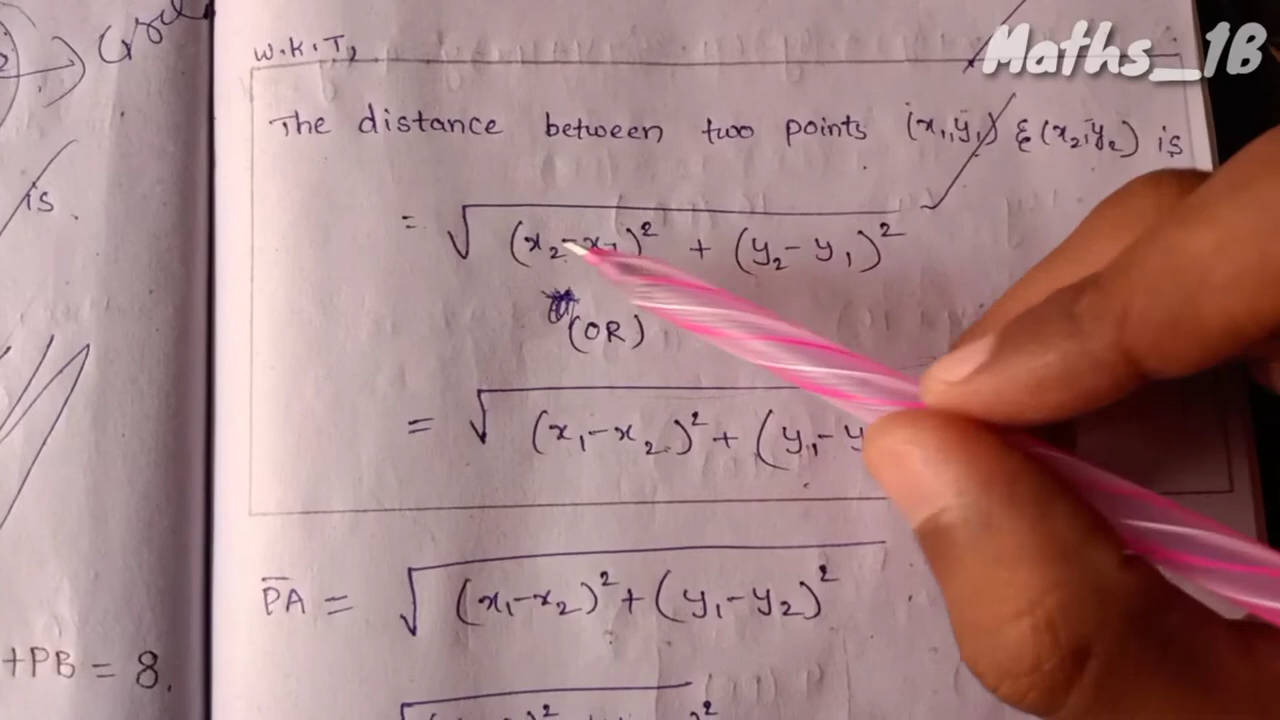 Maths_1B
W.K.T,
The distance between two points (x₁,y₁) & (x₂,y₂) is
= √(x₂-x₁)² + (y₂-y₁)²
(OR)
= √(x₁-x₂)² + (y₁-y
P̅A = √(x₁-x₂)² + (y₁-y₂)²
is.
+PB = 8.